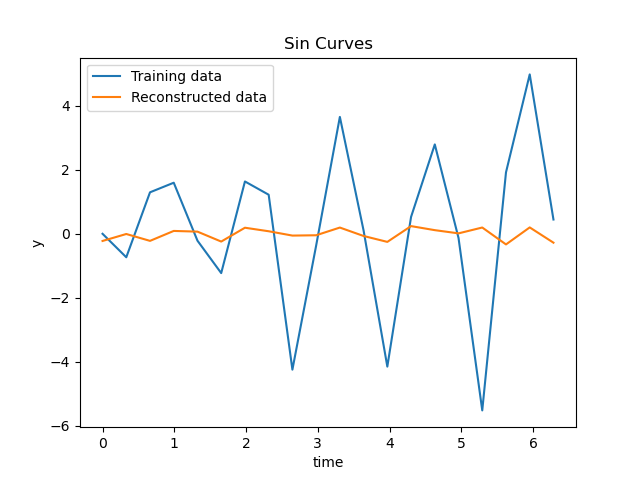 Sin Curves
Training data
Reconstructed data
4
2
0
−2
−4
−6
y
0 1 2 3 4 5 6
time